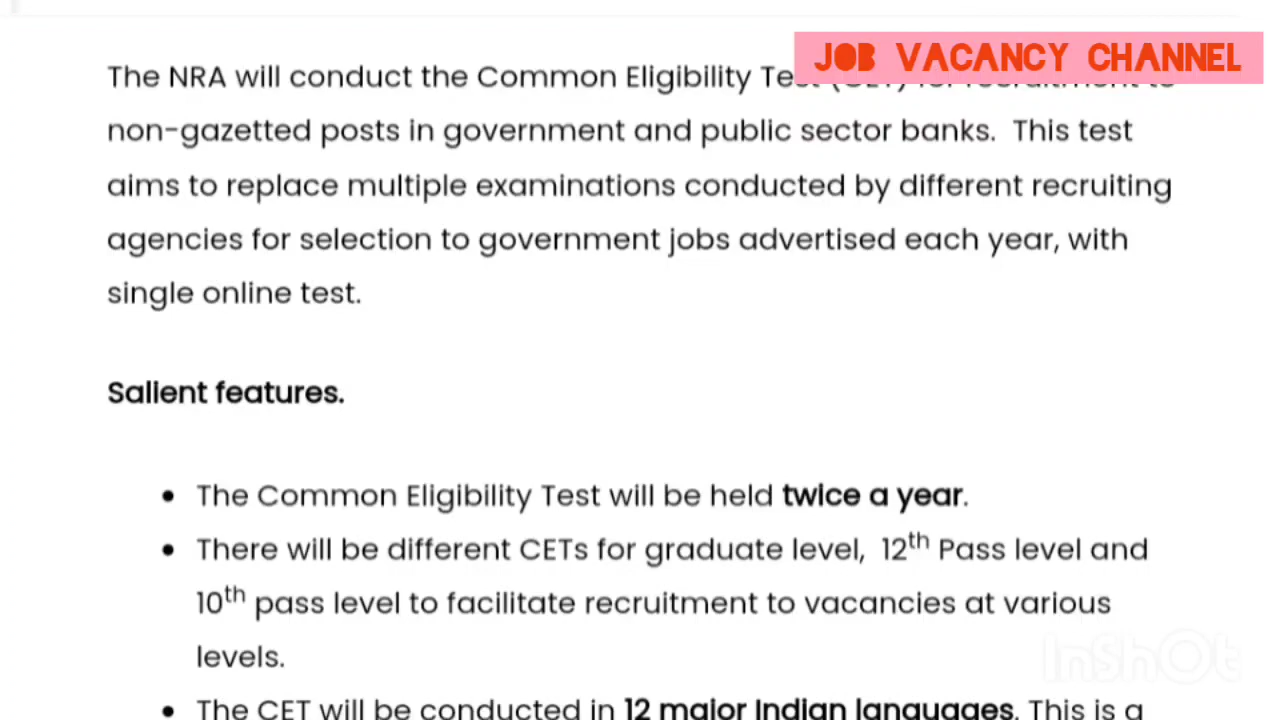 JOB VACANCY CHANNEL
The NRA will conduct the Common Eligibility Test (CET) for recruitment to
non-gazetted posts in government and public sector banks. This test
aims to replace multiple examinations conducted by different recruiting
agencies for selection to government jobs advertised each year, with
single online test.
Salient features.
• The Common Eligibility Test will be held twice a year.
• There will be different CETs for graduate level, 12th Pass level and
10th pass level to facilitate recruitment to vacancies at various
levels.
• The CET will be conducted in 12 major Indian languages. This is a
InShOt